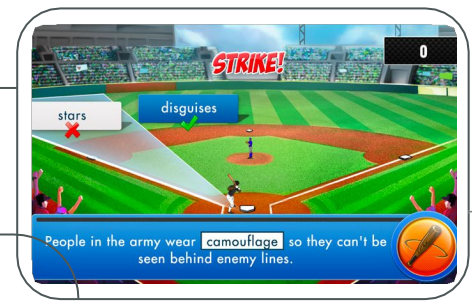 STRIKE!
0
stars
disguises
People in the army wear camouflage so they can't be
seen behind enemy lines.